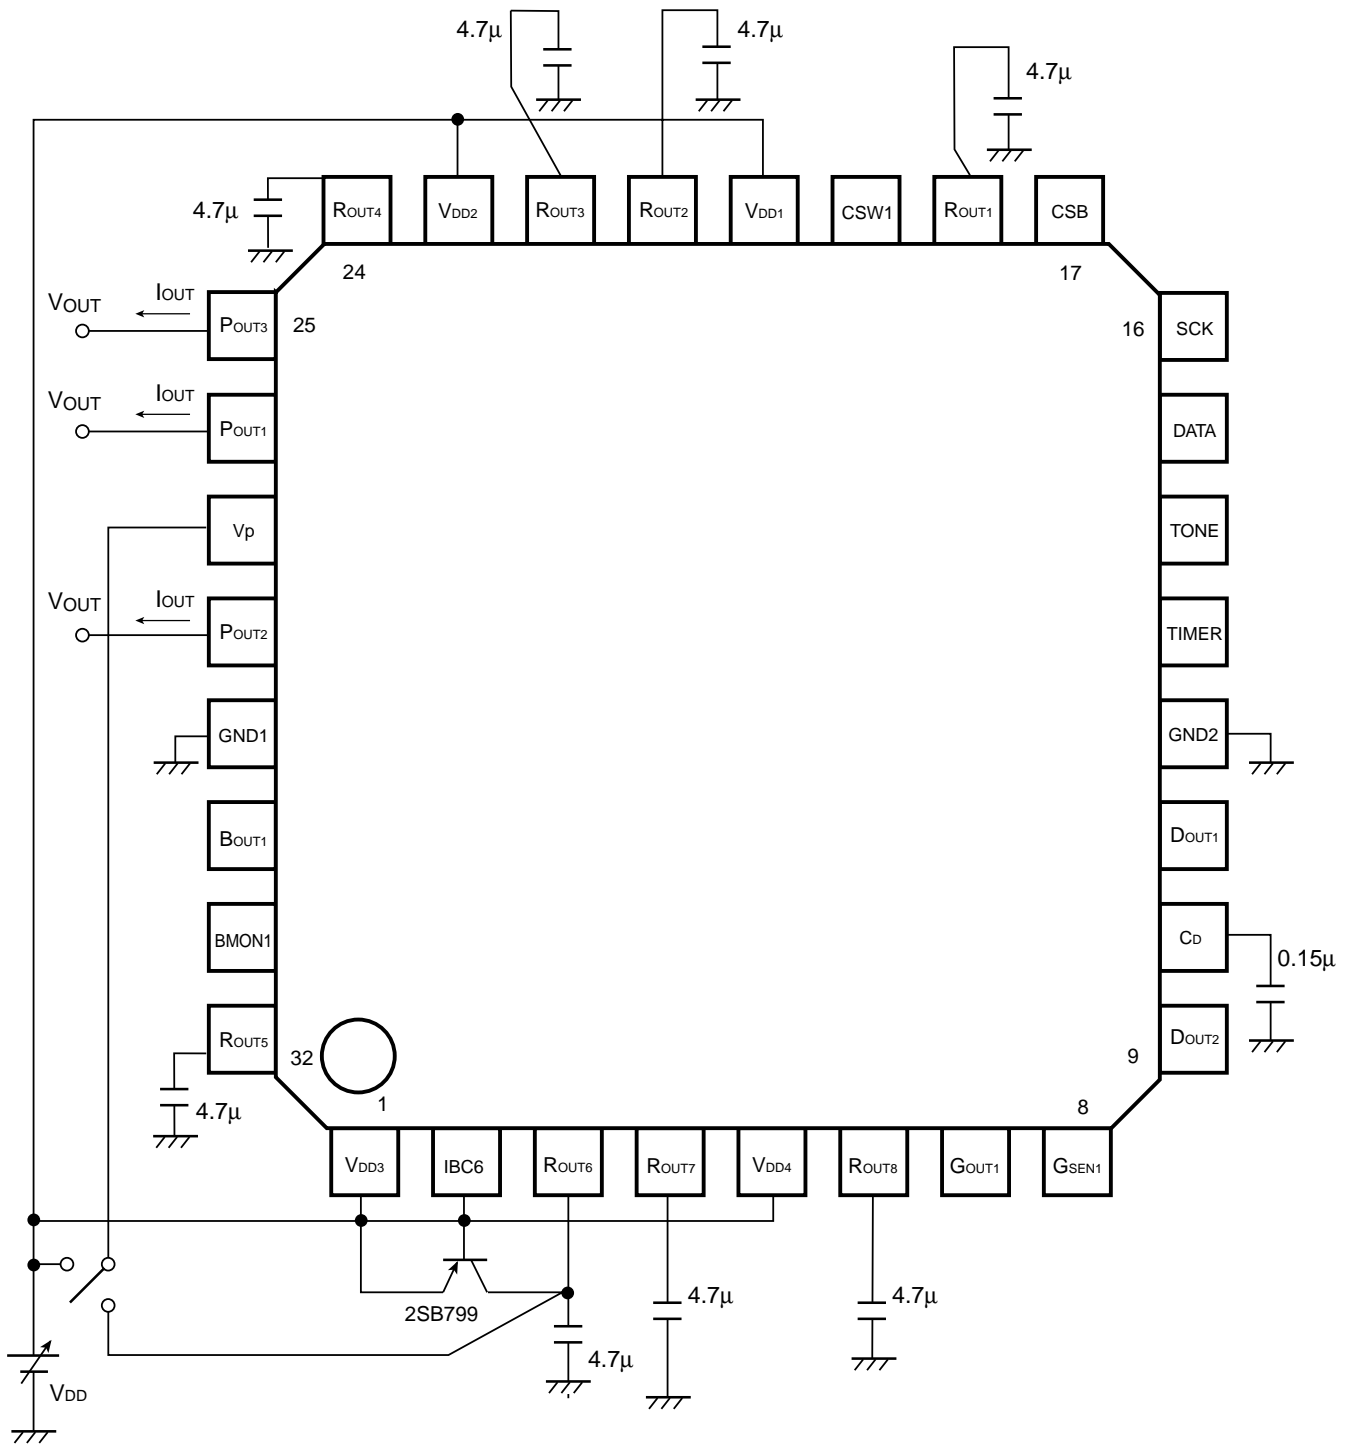 4.7μ
4.7μ
4.7μ
4.7μ
ROUT4
VDD2
ROUT3
ROUT2
VDD1
CSW1
ROUT1
CSB
24
17
VOUT
IOUT
POUT3
25
16
SCK
VOUT
IOUT
POUT1
DATA
Vp
TONE
VOUT
IOUT
POUT2
TIMER
GND1
GND2
BOUT1
DOUT1
BMON1
CD
0.15μ
ROUT5
32
9
DOUT2
4.7μ
1
8
VDD3
IBC6
ROUT6
ROUT7
VDD4
ROUT8
GOUT1
GSEN1
2SB799
4.7μ
4.7μ
4.7μ
VDD